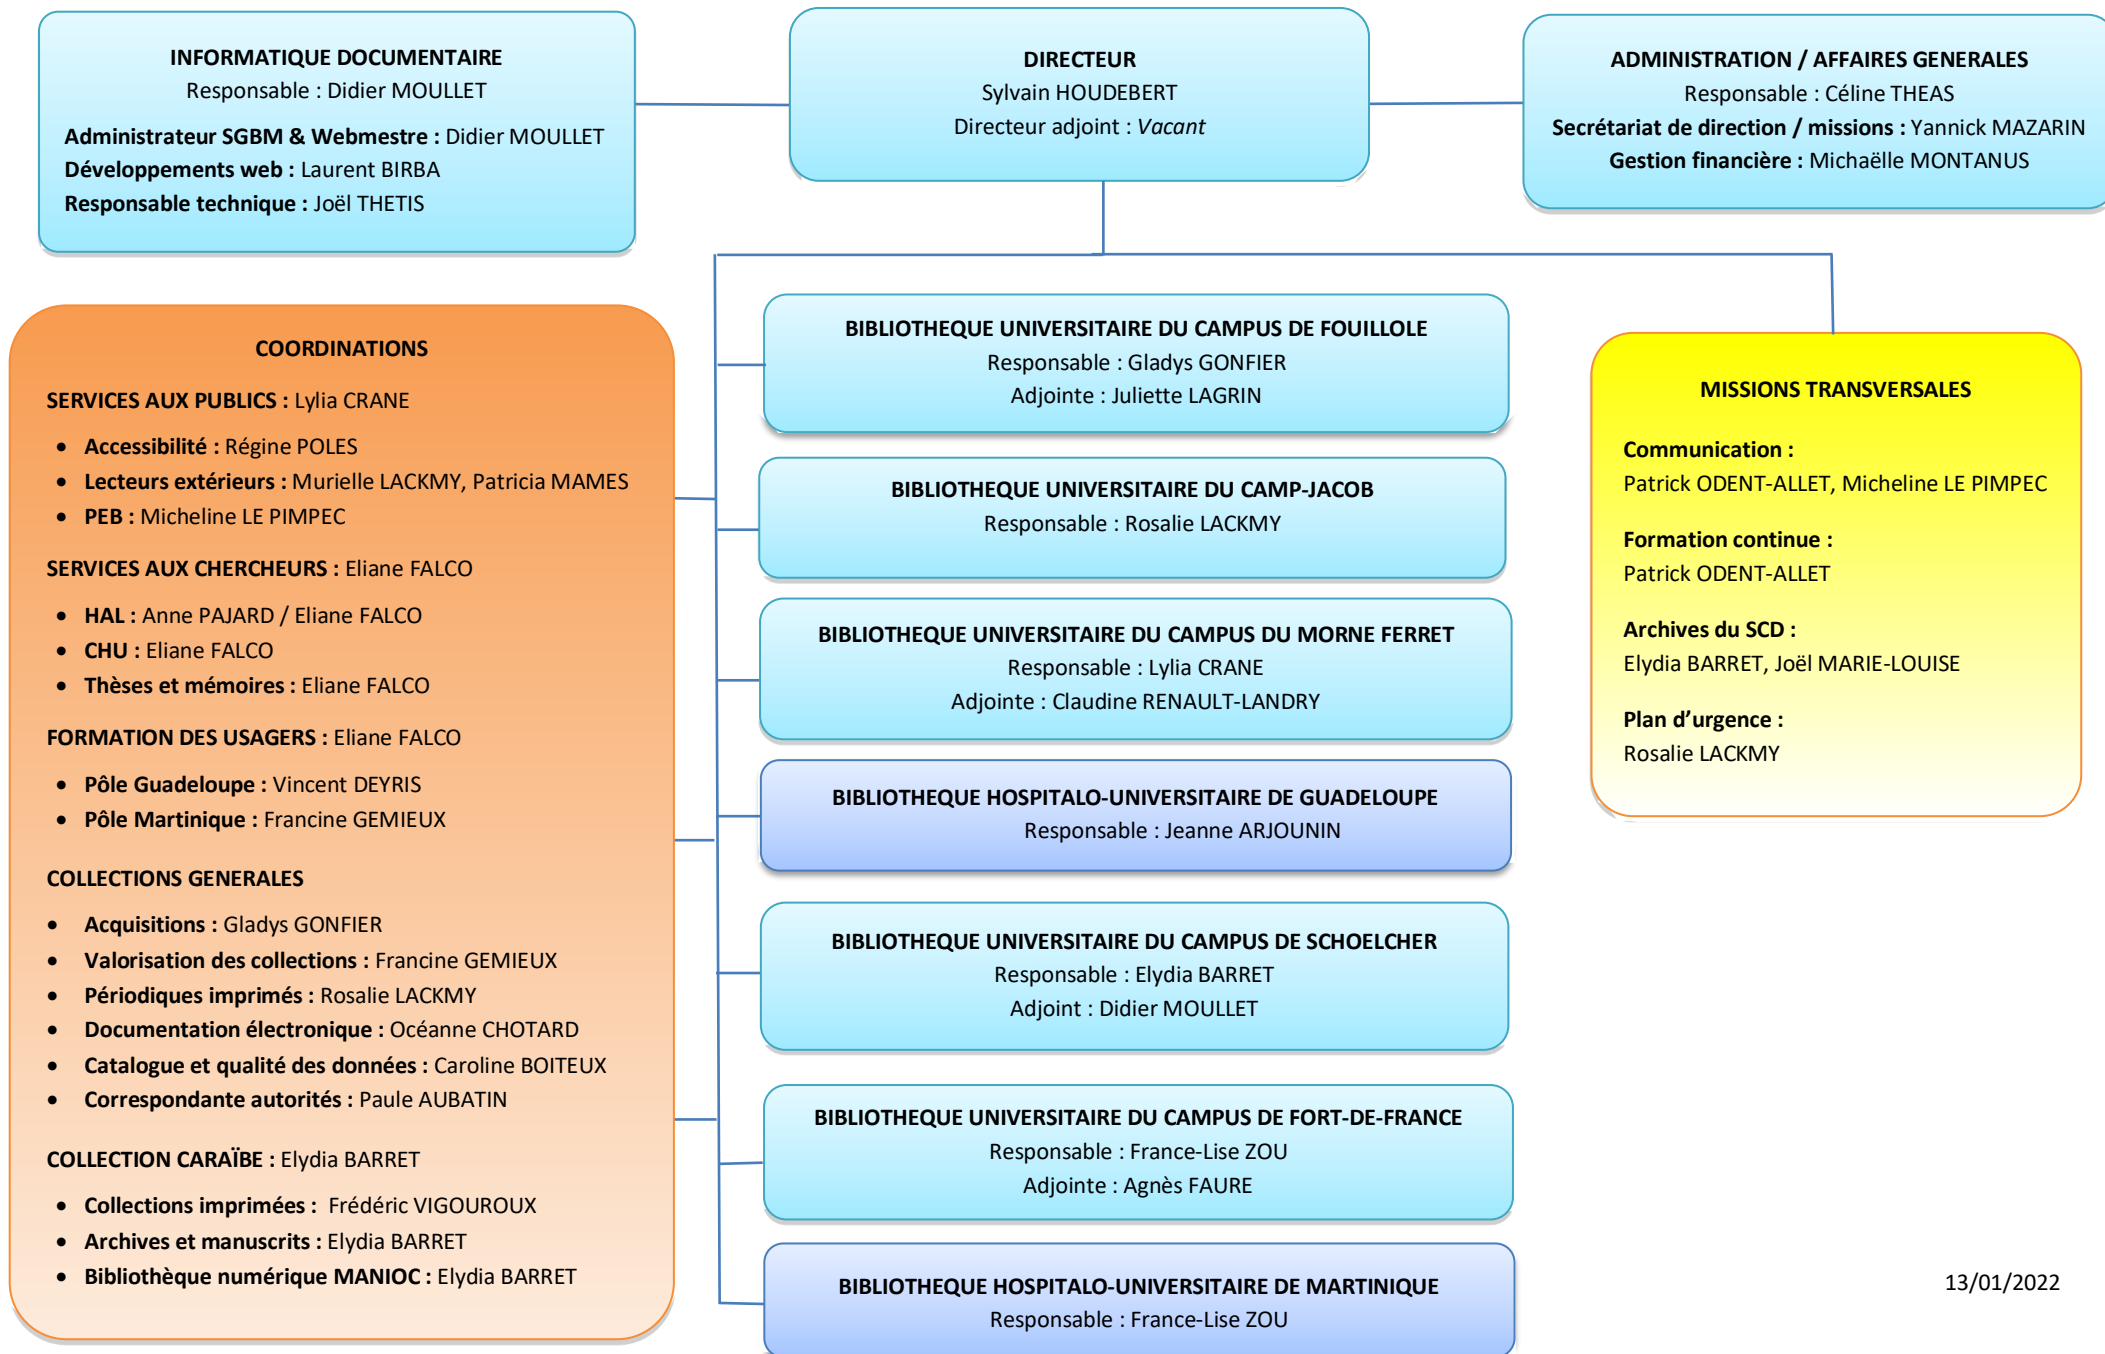 INFORMATIQUE DOCUMENTAIRE
Responsable : Didier MOULLET
Administrateur SGBM & Webmestre : Didier MOULLET
Développements web : Laurent BIRBA
Responsable technique : Joël THETIS
DIRECTEUR
Sylvain HOUDEBERT
Directeur adjoint : Vacant
ADMINISTRATION / AFFAIRES GENERALES
Responsable : Céline THEAS
Secrétariat de direction / missions : Yannick MAZARIN
Gestion financière : Michaëlle MONTANUS
COORDINATIONS
SERVICES AUX PUBLICS : Lylia CRANE
• Accessibilité : Régine POLES
• Lecteurs extérieurs : Murielle LACKMY, Patricia MAMES
• PEB : Micheline LE PIMPEC
SERVICES AUX CHERCHEURS : Eliane FALCO
• HAL : Anne PAJARD / Eliane FALCO
• CHU : Eliane FALCO
• Thèses et mémoires : Eliane FALCO
FORMATION DES USAGERS : Eliane FALCO
• Pôle Guadeloupe : Vincent DEYRIS
• Pôle Martinique : Francine GEMIEUX
COLLECTIONS GENERALES
• Acquisitions : Gladys GONFIER
• Valorisation des collections : Francine GEMIEUX
• Périodiques imprimés : Rosalie LACKMY
• Documentation électronique : Océanne CHOTARD
• Catalogue et qualité des données : Caroline BOITEUX
• Correspondante autorités : Paule AUBATIN
COLLECTION CARAÏBE : Elydia BARRET
• Collections imprimées : Frédéric VIGOUROUX
• Archives et manuscrits : Elydia BARRET
• Bibliothèque numérique MANIOC : Elydia BARRET
BIBLIOTHEQUE UNIVERSITAIRE DU CAMPUS DE FOUILLOLE
Responsable : Gladys GONFIER
Adjointe : Juliette LAGRIN
BIBLIOTHEQUE UNIVERSITAIRE DU CAMP-JACOB
Responsable : Rosalie LACKMY
BIBLIOTHEQUE UNIVERSITAIRE DU CAMPUS DU MORNE FERRET
Responsable : Lylia CRANE
Adjointe : Claudine RENAULT-LANDRY
BIBLIOTHEQUE HOSPITALO-UNIVERSITAIRE DE GUADELOUPE
Responsable : Jeanne ARJOUNIN
BIBLIOTHEQUE UNIVERSITAIRE DU CAMPUS DE SCHOELCHER
Responsable : Elydia BARRET
Adjoint : Didier MOULLET
BIBLIOTHEQUE UNIVERSITAIRE DU CAMPUS DE FORT-DE-FRANCE
Responsable : France-Lise ZOU
Adjointe : Agnès FAURE
BIBLIOTHEQUE HOSPITALO-UNIVERSITAIRE DE MARTINIQUE
Responsable : France-Lise ZOU
MISSIONS TRANSVERSALES
Communication :
Patrick ODENT-ALLET, Micheline LE PIMPEC
Formation continue :
Patrick ODENT-ALLET
Archives du SCD :
Elydia BARRET, Joël MARIE-LOUISE
Plan d’urgence :
Rosalie LACKMY
13/01/2022